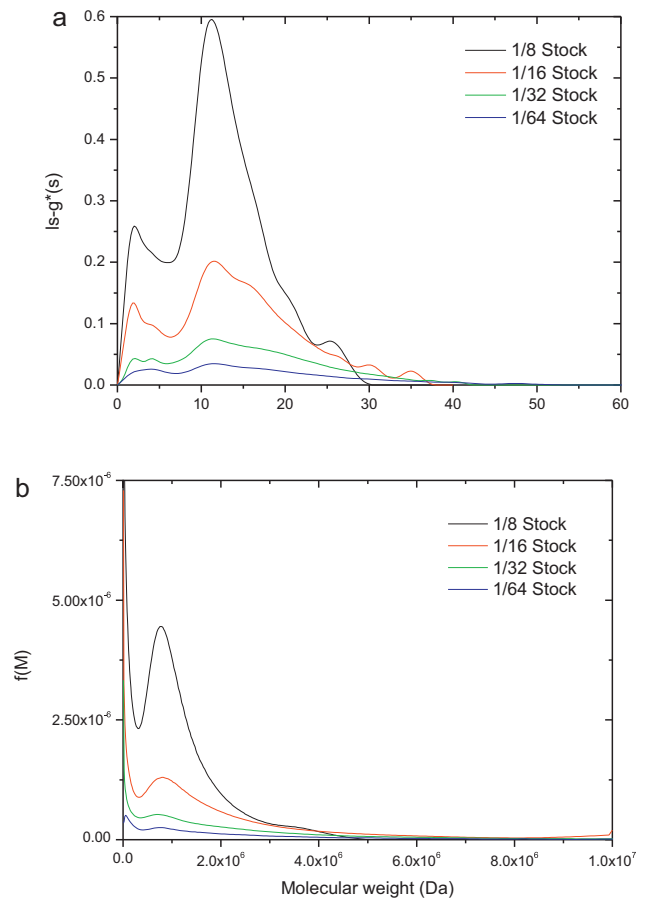 a
0.6
0.5
0.4
0.3
0.2
0.1
0.0
ls-g*(s)
1/8 Stock
1/16 Stock
1/32 Stock
1/64 Stock
0 10 20 30 40 50 60
b
7.50x10⁻⁶
5.00x10⁻⁶
2.50x10⁻⁶
0.00
f(M)
1/8 Stock
1/16 Stock
1/32 Stock
1/64 Stock
0.0 2.0x10⁶ 4.0x10⁶ 6.0x10⁶ 8.0x10⁶ 1.0x10⁷
Molecular weight (Da)